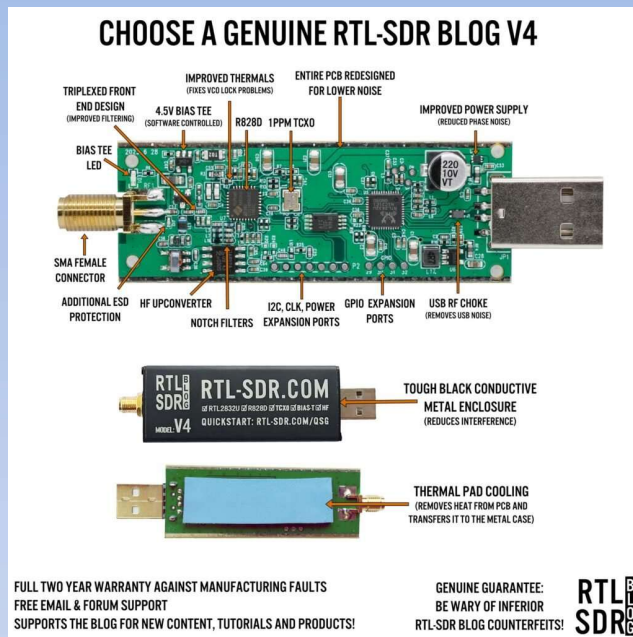 CHOOSE A GENUINE RTL-SDR BLOG V4
TRIPLEXED FRONT
END DESIGN
(IMPROVED FILTERING)
4.5V BIAS TEE
(SOFTWARE CONTROLLED)
IMPROVED THERMALS
(FIXES VCO LOCK PROBLEMS)
R828D
1PPM TCXO
ENTIRE PCB REDESIGNED
FOR LOWER NOISE
IMPROVED POWER SUPPLY
(REDUCED PHASE NOISE)
BIAS TEE
LED
220
10V
VT
SMA FEMALE
CONNECTOR
ADDITIONAL ESD
PROTECTION
HF UPCONVERTER
NOTCH FILTERS
P2
I2C, CLK, POWER
EXPANSION PORTS
GPIO
GPIO EXPANSION
PORTS
JP1
USB RF CHOKE
(REMOVES USB NOISE)
RTL
SDR
BLOG
MODEL: V4
RTL-SDR.COM
☑RTL2832U ☑R828D ☑TCXO ☑BIAS-T ☑HF
QUICKSTART: RTL-SDR.COM/QSG
TOUGH BLACK CONDUCTIVE
METAL ENCLOSURE
(REDUCES INTERFERENCE)
THERMAL PAD COOLING
(REMOVES HEAT FROM PCB AND
TRANSFERS IT TO THE METAL CASE)
FULL TWO YEAR WARRANTY AGAINST MANUFACTURING FAULTS
FREE EMAIL & FORUM SUPPORT
SUPPORTS THE BLOG FOR NEW CONTENT, TUTORIALS AND PRODUCTS!
GENUINE GUARANTEE:
BE WARY OF INFERIOR
RTL-SDR BLOG COUNTERFEITS!
RTL
SDR